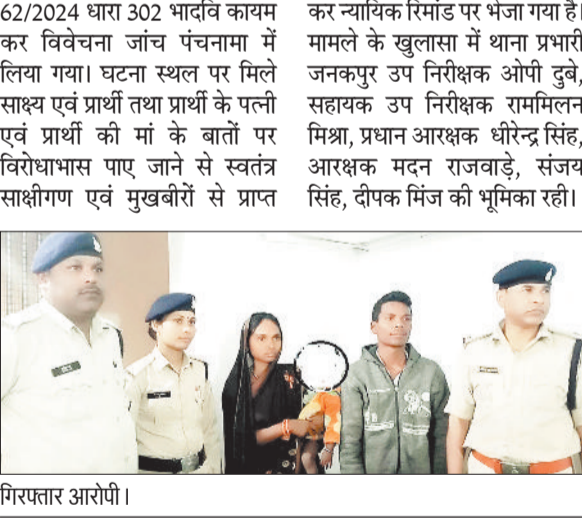 62/2024 धारा 302 भादवि कायम
कर विवेचना जांच पंचनामा में
लिया गया। घटना स्थल पर मिले
साक्ष्य एवं प्रार्थी तथा प्रार्थी के पत्नी
एवं प्रार्थी की मां के बातों पर
विरोधाभास पाए जाने से स्वतंत्र
साक्षीगण एवं मुखबीरों से प्राप्त
कर न्यायिक रिमांड पर भेजा गया है।
मामले के खुलासा में थाना प्रभारी
जनकपुर उप निरीक्षक ओपी दुबे,
सहायक उप निरीक्षक राममिलन
मिश्रा, प्रधान आरक्षक धीरेन्द्र सिंह,
आरक्षक मदन राजवाड़े, संजय
सिंह, दीपक मिंज की भूमिका रही।
गिरफ्तार आरोपी।